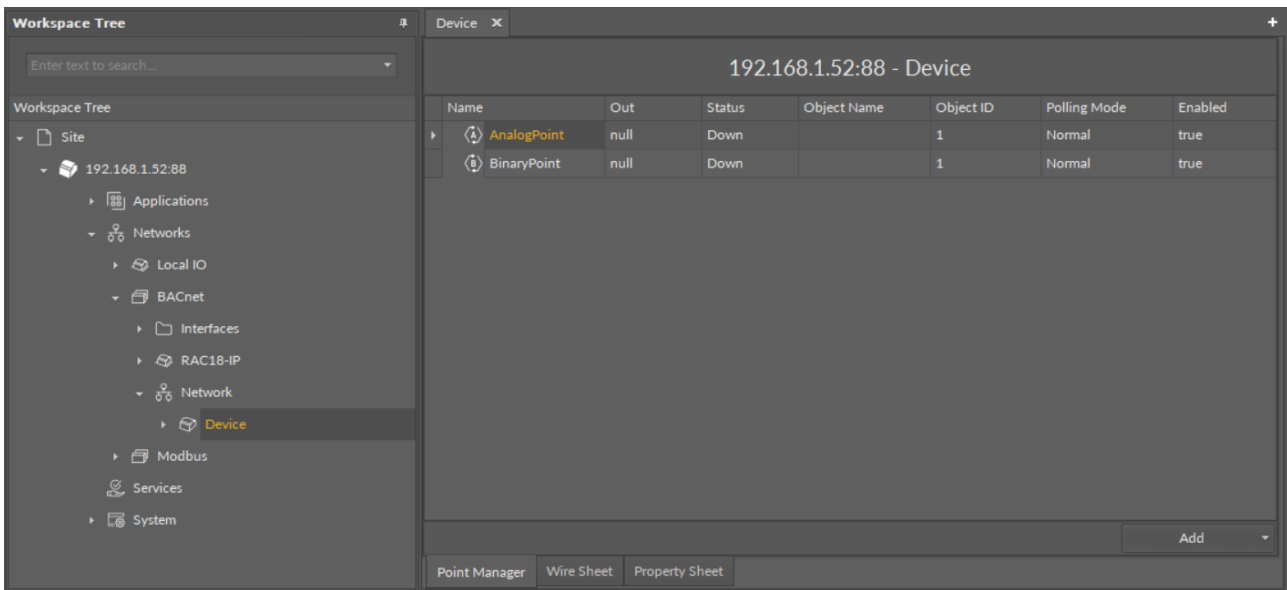 Workspace Tree
Enter text to search...
Workspace Tree
Site
192.168.1.52:88
Applications
Networks
Local IO
BACnet
Interfaces
RAC18-IP
Network
Device
Modbus
Services
System
Device
192.168.1.52:88 - Device
Name Out Status Object Name Object ID Polling Mode Enabled
A AnalogPoint null Down 1 Normal true
B BinaryPoint null Down 1 Normal true
Add
Point Manager Wire Sheet Property Sheet